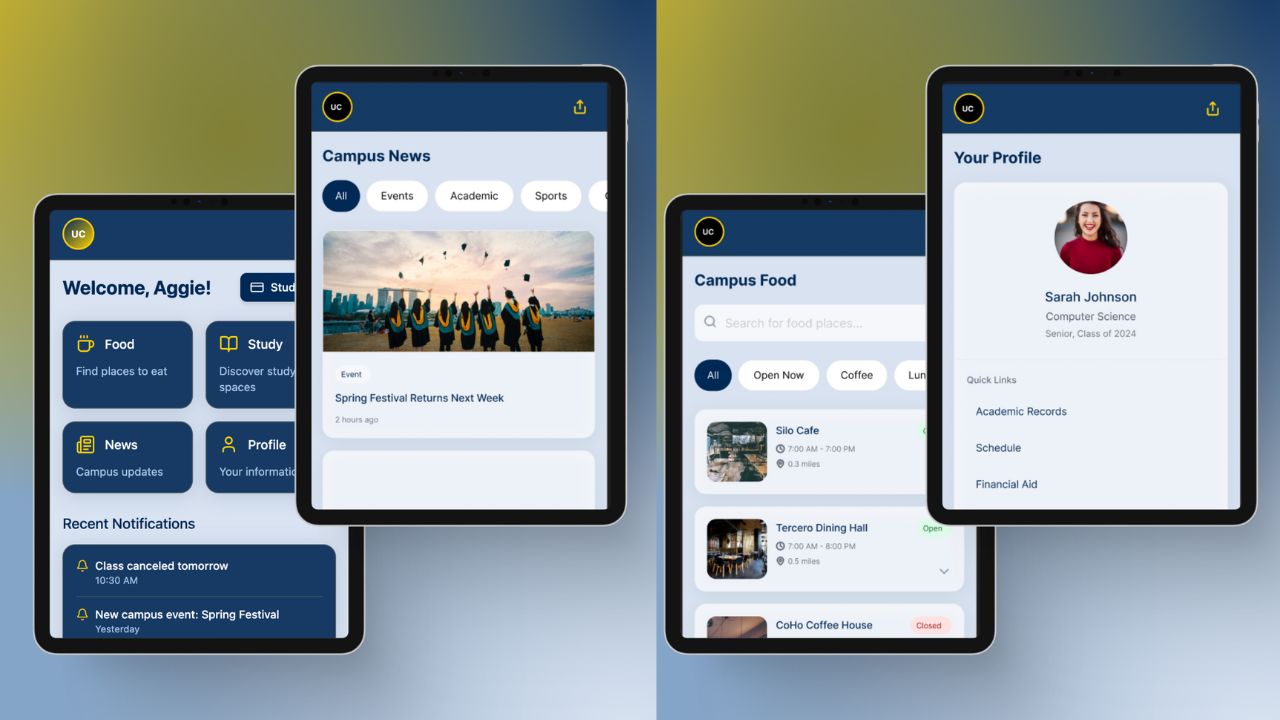 UC
Welcome, Aggie!
Food
Find places to eat
Study
Discover study
spaces
News
Campus updates
Profile
Recent Notifications
Class canceled tomorrow
10:30 AM
New campus event: Spring Festival
Yesterday
UC
Campus News
All
Events
Academic
Sports
Event
Spring Festival Returns Next Week
2 hours ago
UC
Campus Food
Search for food places...
All
Open Now
Coffee
Silo Cafe
7:00 AM - 7:00 PM
0.3 miles
Tercero Dining Hall
Open
7:00 AM - 8:00 PM
0.5 miles
CoHo Coffee House
Closed
UC
Your Profile
Sarah Johnson
Computer Science
Senior, Class of 2024
Quick Links
Academic Records
Schedule
Financial Aid